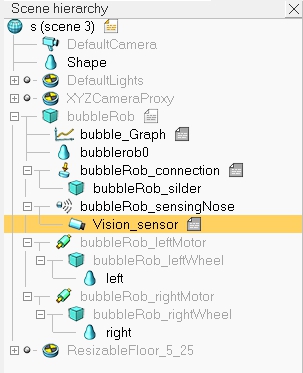 Scene hierarchy
s (scene 3)
DefaultCamera
Shape
DefaultLights
XYZCameraProxy
bubbleRob
bubble_Graph
bubblerob0
bubbleRob_connection
bubbleRob_silder
bubbleRob_sensingNose
Vision_sensor
bubbleRob_leftMotor
bubbleRob_leftWheel
left
bubbleRob_rightMotor
bubbleRob_rightWheel
right
ResizableFloor_5_25